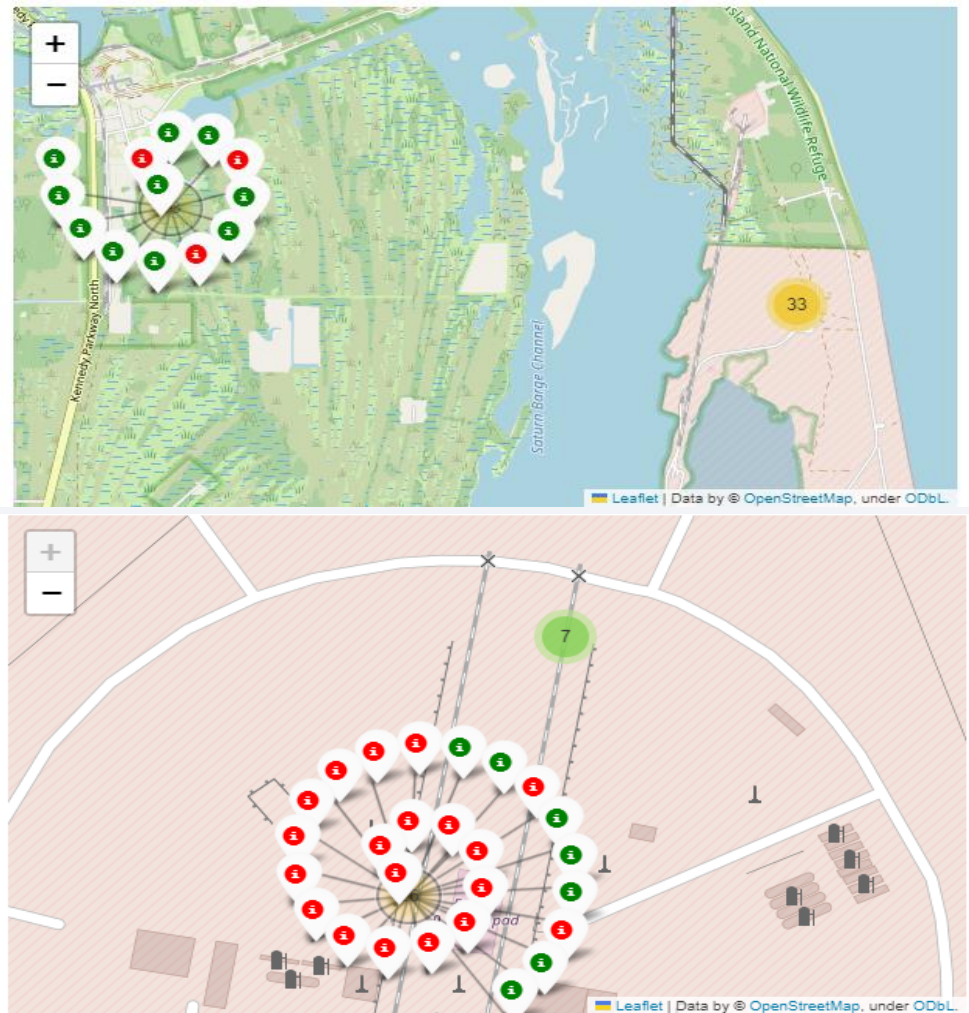 +
−
Island National Wildlife Refuge
Kennedy Parkway North
Saturn Barge Channel
33
Leaflet | Data by © OpenStreetMap, under ODbL.
+
−
7
Leaflet | Data by © OpenStreetMap, under ODbL.